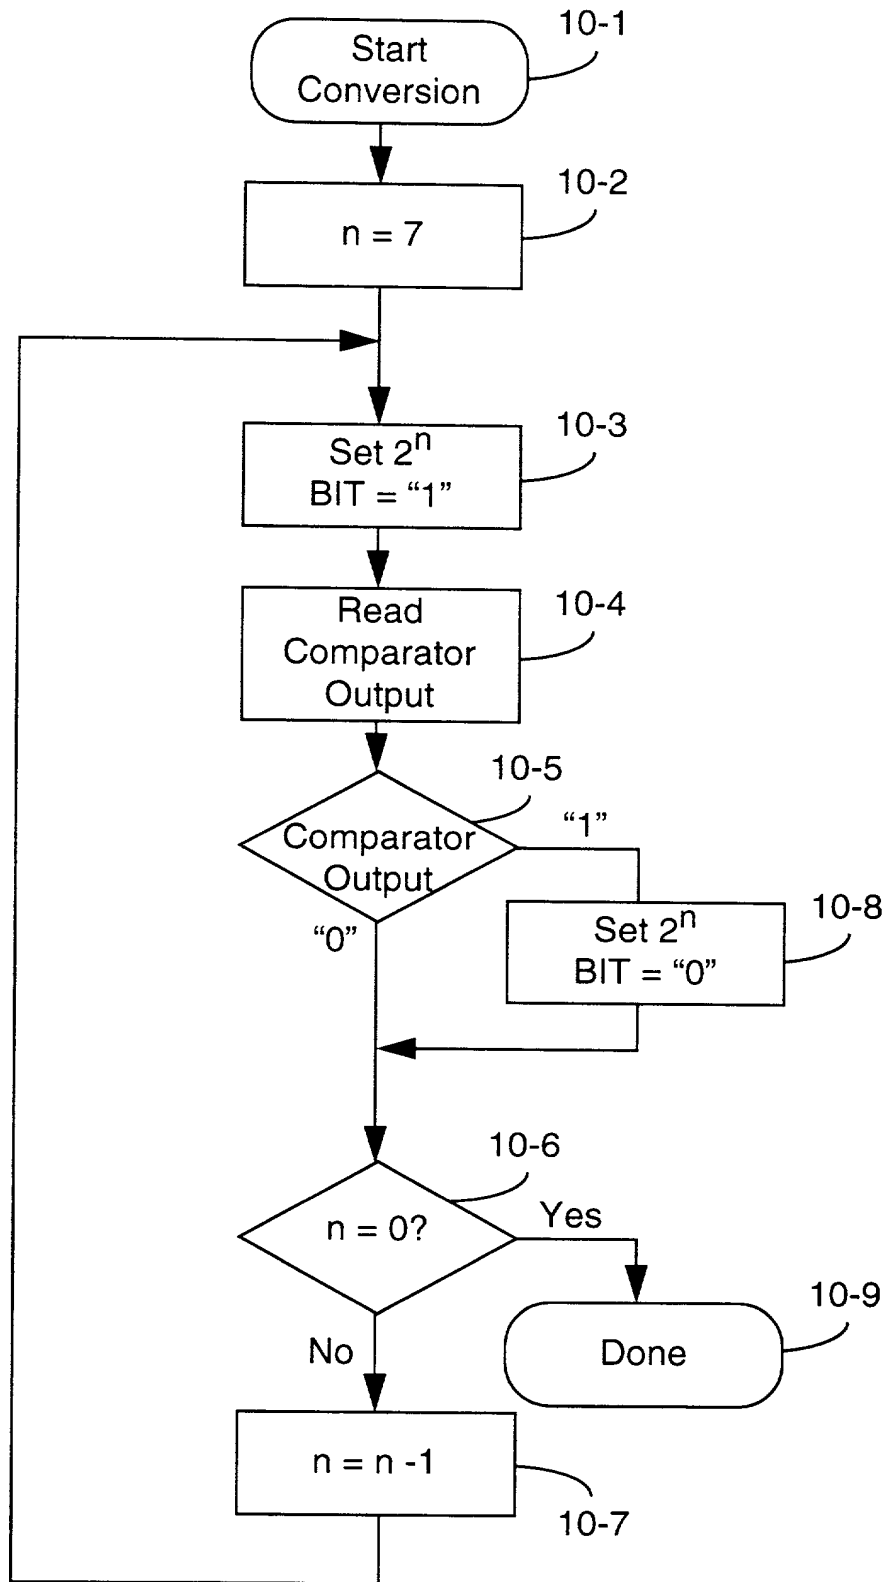 10-1
Start
Conversion
10-2
n = 7
10-3
Set 2ⁿ
BIT = “1”
10-4
Read
Comparator
Output
10-5
Comparator
Output
“1”
“0”
10-8
Set 2ⁿ
BIT = “0”
10-6
n = 0?
Yes
10-9
Done
No
n = n -1
10-7